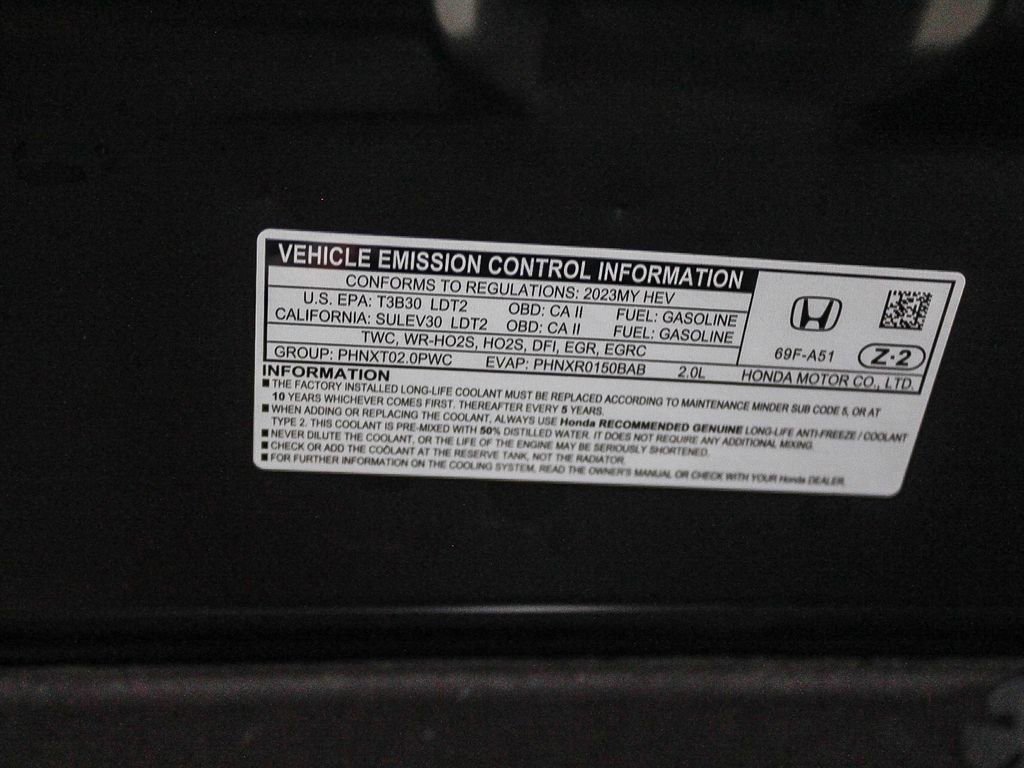 VEHICLE EMISSION CONTROL INFORMATION
CONFORMS TO REGULATIONS: 2023MY HEV
U.S. EPA: T3B30 LDT2 OBD: CA II FUEL: GASOLINE
CALIFORNIA: SULEV30 LDT2 OBD: CA II FUEL: GASOLINE
TWC, WR-HO2S, HO2S, DFI, EGR, EGRC
GROUP: PHNXT02.0PWC EVAP: PHNXR0150BAB 2.0L
69F-A51
Z·2
HONDA MOTOR CO., LTD.
INFORMATION
■ THE FACTORY INSTALLED LONG-LIFE COOLANT MUST BE REPLACED ACCORDING TO MAINTENANCE MINDER SUB CODE 5, OR AT
10 YEARS WHICHEVER COMES FIRST. THEREAFTER EVERY 5 YEARS.
■ WHEN ADDING OR REPLACING THE COOLANT, ALWAYS USE Honda RECOMMENDED GENUINE LONG-LIFE ANTI-FREEZE / COOLANT
TYPE 2. THIS COOLANT IS PRE-MIXED WITH 50% DISTILLED WATER. IT DOES NOT REQUIRE ANY ADDITIONAL MIXING.
■ NEVER DILUTE THE COOLANT, OR THE LIFE OF THE ENGINE MAY BE SERIOUSLY SHORTENED.
■ CHECK OR ADD THE COOLANT AT THE RESERVE TANK, NOT THE RADIATOR.
■ FOR FURTHER INFORMATION ON THE COOLING SYSTEM, READ THE OWNER'S MANUAL OR CHECK WITH YOUR Honda DEALER.